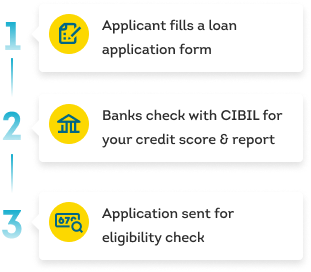 1
Applicant fills a loan
application form
2
Banks check with CIBIL for
your credit score & report
3
670
Application sent for
eligibility check